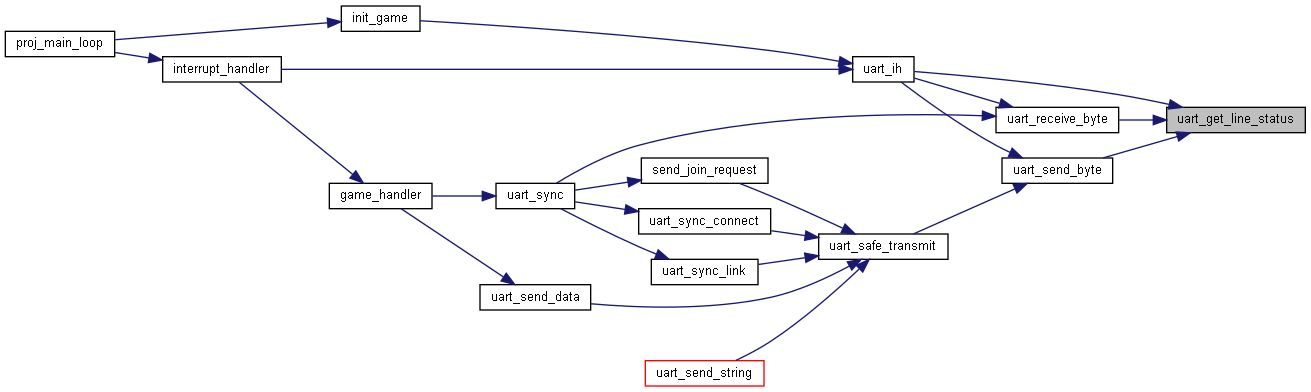 init_game
proj_main_loop
interrupt_handler
uart_ih
uart_receive_byte
uart_get_line_status
send_join_request
uart_send_byte
game_handler
uart_sync
uart_sync_connect
uart_safe_transmit
uart_sync_link
uart_send_data
uart_send_string